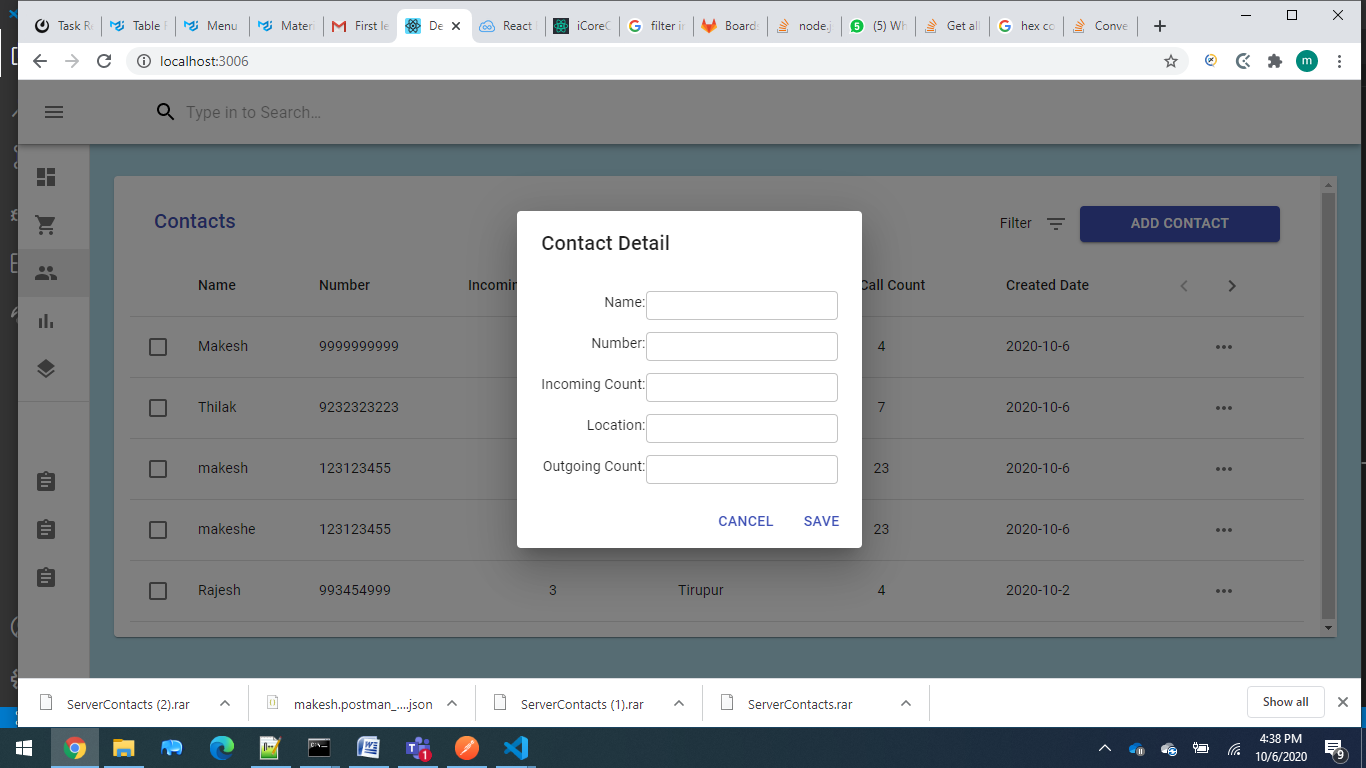 Task Re
Table F
Menu
Materi
First le
De
React
iCoreC
filter in
Board
node.j
(5) Wh
Get all
hex co
Conve
localhost:3006
m
Type in to Search...
Contacts
Filter
ADD CONTACT
Name Number Incomin Call Count Created Date
Makesh 9999999999 4 2020-10-6
Thilak 9232323223 7 2020-10-6
makesh 123123455 23 2020-10-6
makeshe 123123455 23 2020-10-6
Rajesh 993454999 3 Tirupur 4 2020-10-2
Contact Detail
Name:
Number:
Incoming Count:
Location:
Outgoing Count:
CANCEL SAVE
ServerContacts (2).rar
makesh.postman_....json
ServerContacts (1).rar
ServerContacts.rar
Show all
1
4:38 PM
10/6/2020
9